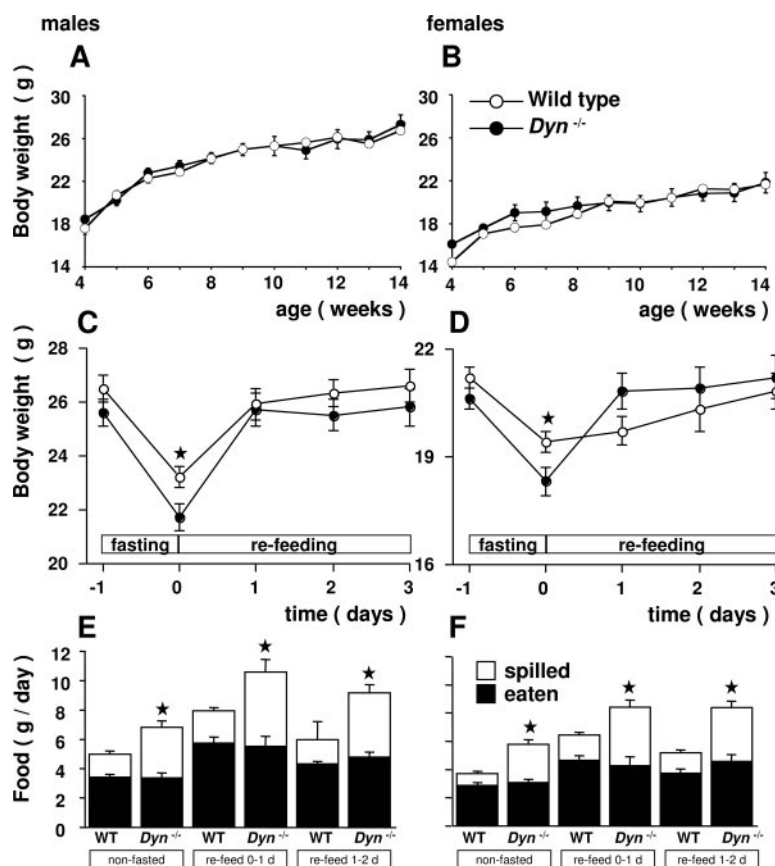 males females
A B
Body weight ( g )
30
26
22
18
14
4 6 8 10 12 14
age ( weeks )
30
26
22
18
14
Wild type
Dyn -/-
4 6 8 10 12 14
age ( weeks )
C D
Body weight ( g )
28
26
24
22
20
★
fasting re-feeding
-1 0 1 2 3
time ( days )
21
19
16
★
fasting re-feeding
-1 0 1 2 3
time ( days )
E F
Food ( g / day )
12
10
8
6
4
2
0
★ ★ ★
WT Dyn -/- WT Dyn -/- WT Dyn -/-
non-fasted re-feed 0-1 d re-feed 1-2 d
spilled
eaten
★ ★ ★
WT Dyn -/- WT Dyn -/- WT Dyn -/-
non-fasted re-feed 0-1 d re-feed 1-2 d